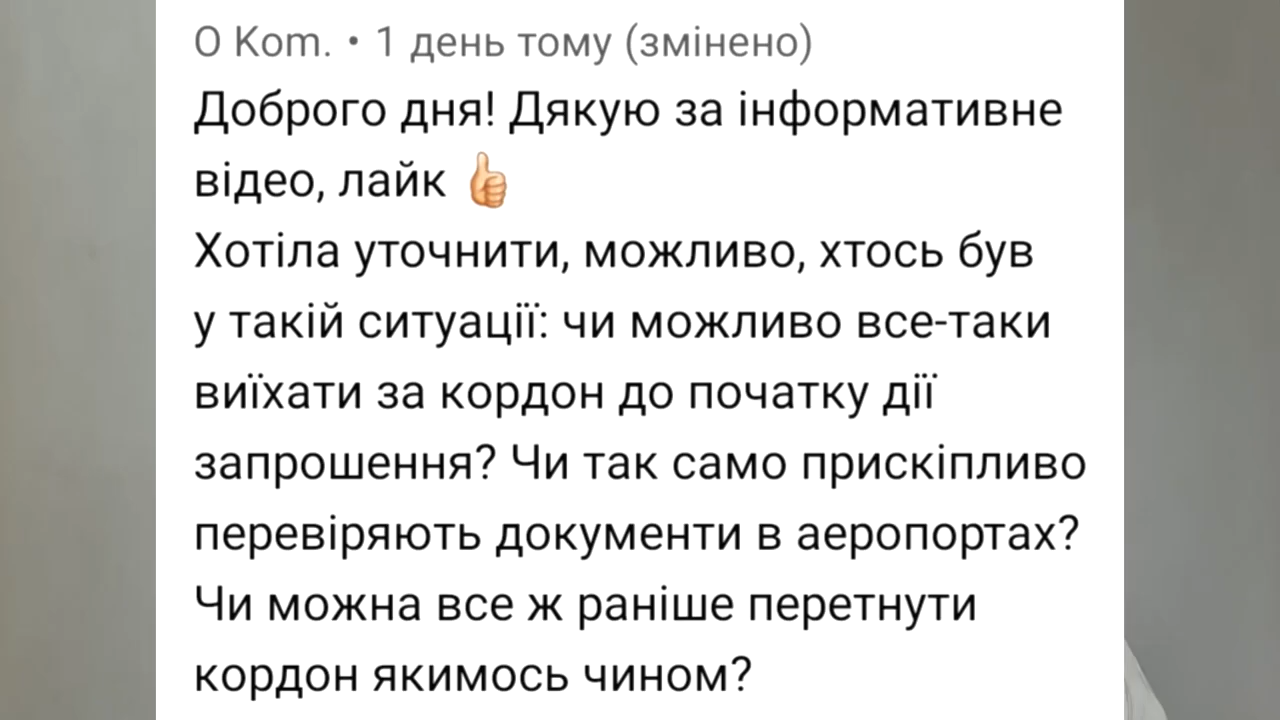 O Kom. • 1 день тому (змінено)
Доброго дня! Дякую за інформативне
відео, лайк 👍🏻
Хотіла уточнити, можливо, хтось був
у такій ситуації: чи можливо все-таки
виїхати за кордон до початку дії
запрошення? Чи так само прискіпливо
перевіряють документи в аеропортах?
Чи можна все ж раніше перетнути
кордон якимось чином?